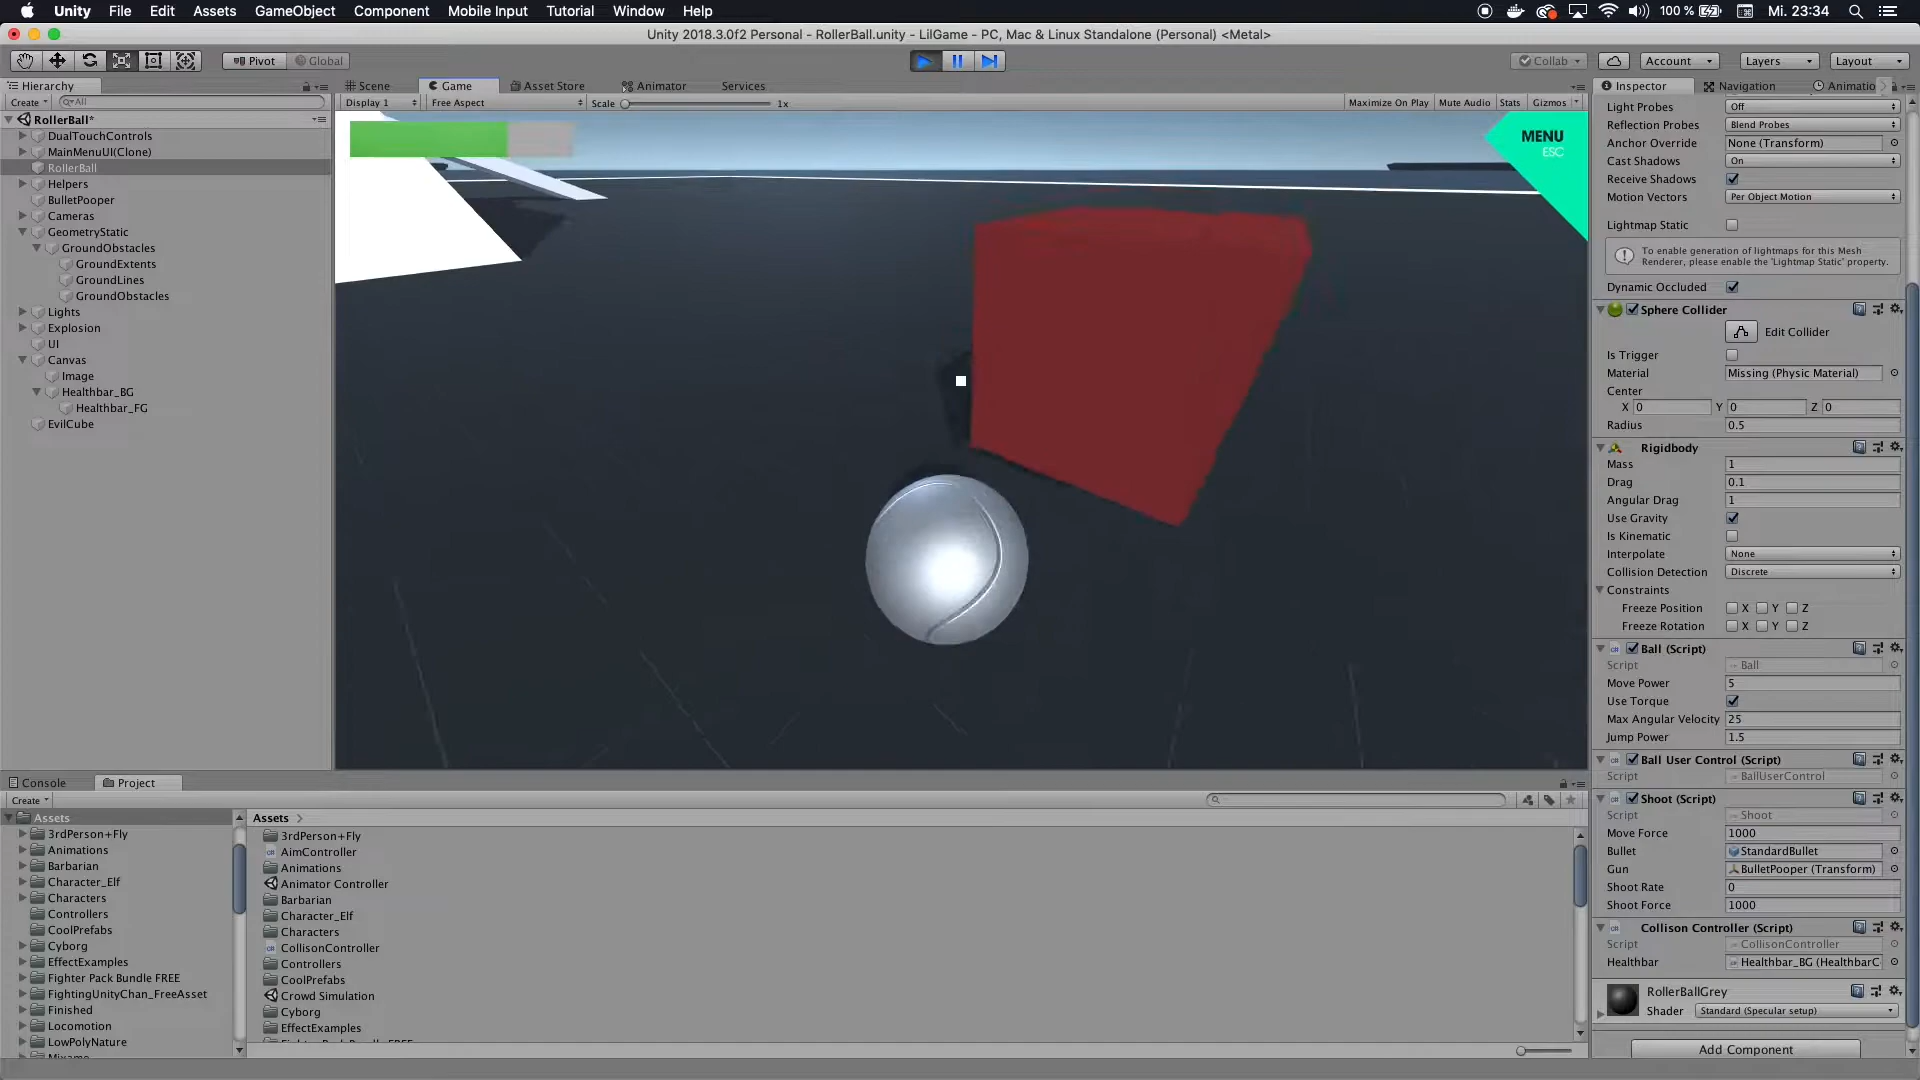 Unity File Edit Assets GameObject Component Mobile Input Tutorial Window Help 100 % Mi. 23:34
Unity 2018.3.0f2 Personal - RollerBall.unity - LilGame - PC, Mac & Linux Standalone (Personal) <Metal>
Pivot Global Collab Account Layers Layout
Hierarchy Scene Game Asset Store Animator Services Inspector Navigation Animatio
Create All Display 1 Free Aspect Scale 1x Maximize On Play Mute Audio Stats Gizmos
RollerBall*
DualTouchControls
MainMenuUI(Clone)
RollerBall
Helpers
BulletPooper
Cameras
GeometryStatic
GroundObstacles
GroundExtents
GroundLines
GroundObstacles
Lights
Explosion
UI
Canvas
Image
Healthbar_BG
Healthbar_FG
EvilCube
MENU
ESC
Light Probes Off
Reflection Probes Blend Probes
Anchor Override None (Transform)
Cast Shadows On
Receive Shadows
Motion Vectors Per Object Motion
Lightmap Static
To enable generation of lightmaps for this Mesh
Renderer, please enable the 'Lightmap Static' property.
Dynamic Occluded
Sphere Collider
Edit Collider
Is Trigger
Material Missing (Physic Material)
Center
X 0 Y 0 Z 0
Radius 0.5
Rigidbody
Mass 1
Drag 0.1
Angular Drag 1
Use Gravity
Is Kinematic
Interpolate None
Collision Detection Discrete
Constraints
Freeze Position X Y Z
Freeze Rotation X Y Z
Ball (Script)
Script Ball
Move Power 5
Use Torque
Max Angular Velocity 25
Jump Power 1.5
Ball User Control (Script)
Script BallUserControl
Shoot (Script)
Script Shoot
Move Force 1000
Bullet StandardBullet
Gun BulletPooper (Transform)
Shoot Rate 0
Shoot Force 1000
Collison Controller (Script)
Script CollisonController
Healthbar Healthbar_BG (HealthbarC
RollerBallGrey
Shader Standard (Specular setup)
Add Component
Console Project
Create
Assets
3rdPerson+Fly
Animations
Barbarian
Character_Elf
Characters
Controllers
CoolPrefabs
Cyborg
EffectExamples
Fighter Pack Bundle FREE
FightingUnityChan_FreeAsset
Finished
Locomotion
LowPolyNature
Assets
3rdPerson+Fly
AimController
Animations
Animator Controller
Barbarian
Character_Elf
Characters
CollisonController
Controllers
CoolPrefabs
Crowd Simulation
Cyborg
EffectExamples